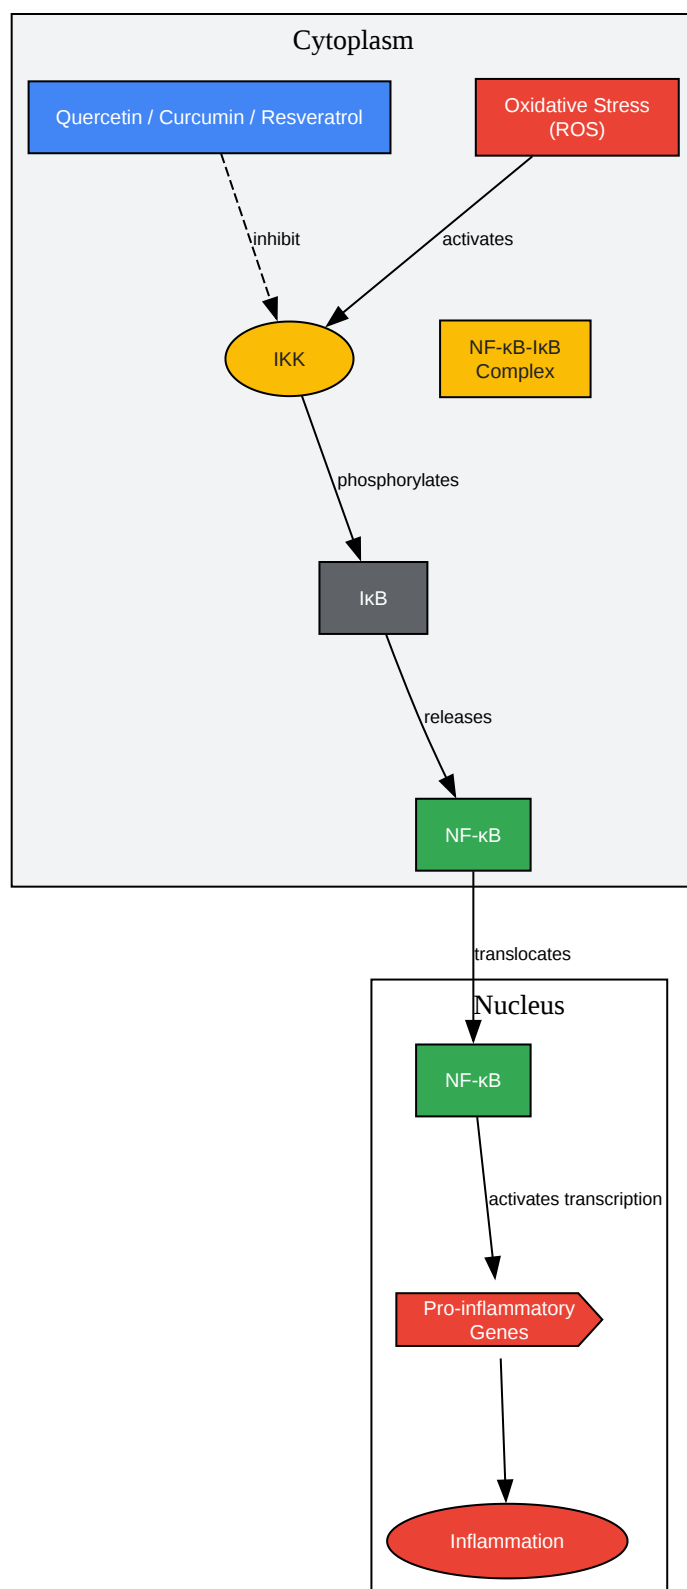 Cytoplasm
Quercetin / Curcumin / Resveratrol
Oxidative Stress
(ROS)
inhibit
activates
IKK
NF-κB-IκB
Complex
phosphorylates
IκB
releases
NF-κB
translocates
Nucleus
NF-κB
activates transcription
Pro-inflammatory
Genes
Inflammation